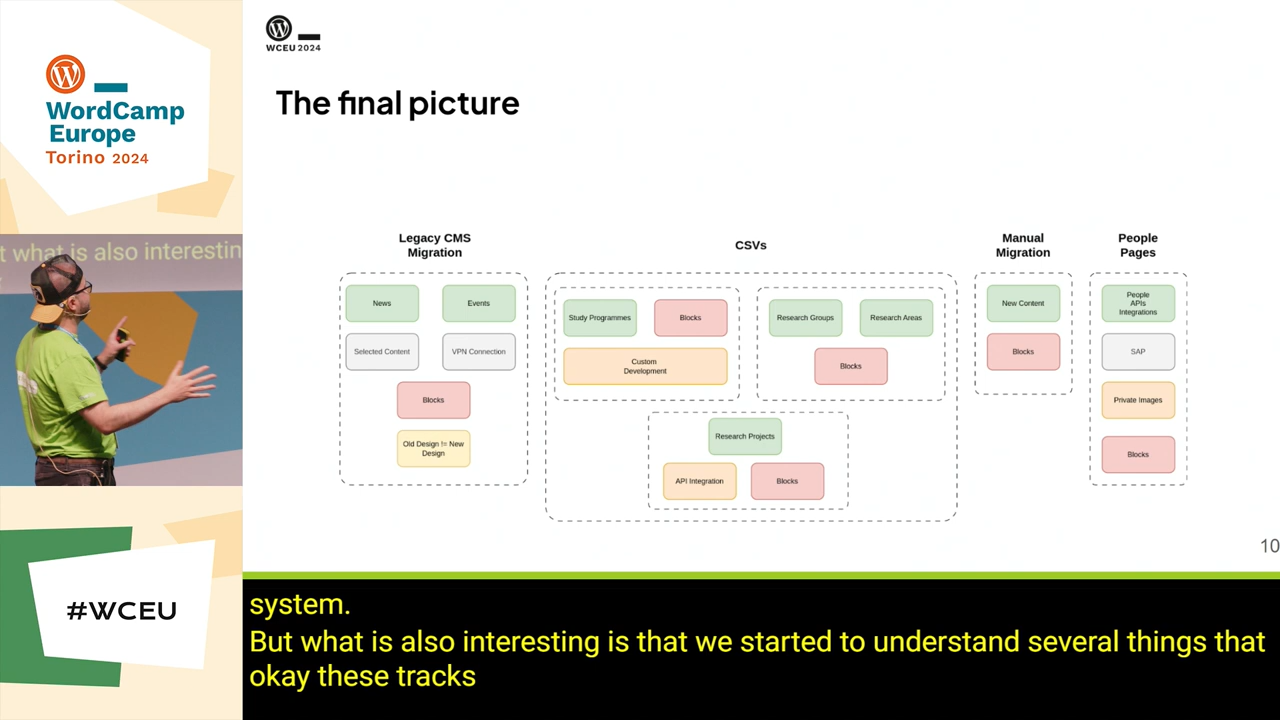 WordCamp
Europe
Torino 2024
t what is also interestin
#WCEU
WCEU 2024
The final picture
Legacy CMS
Migration
News
Events
Selected Content
VPN Connection
Blocks
Old Design != New
Design
CSVs
Study Programmes
Blocks
Custom
Development
Research Groups
Research Areas
Blocks
Research Projects
API Integration
Blocks
Manual
Migration
New Content
Blocks
People
Pages
People
APIs
Integrations
SAP
Private Images
Blocks
10
system.
But what is also interesting is that we started to understand several things that
okay these tracks